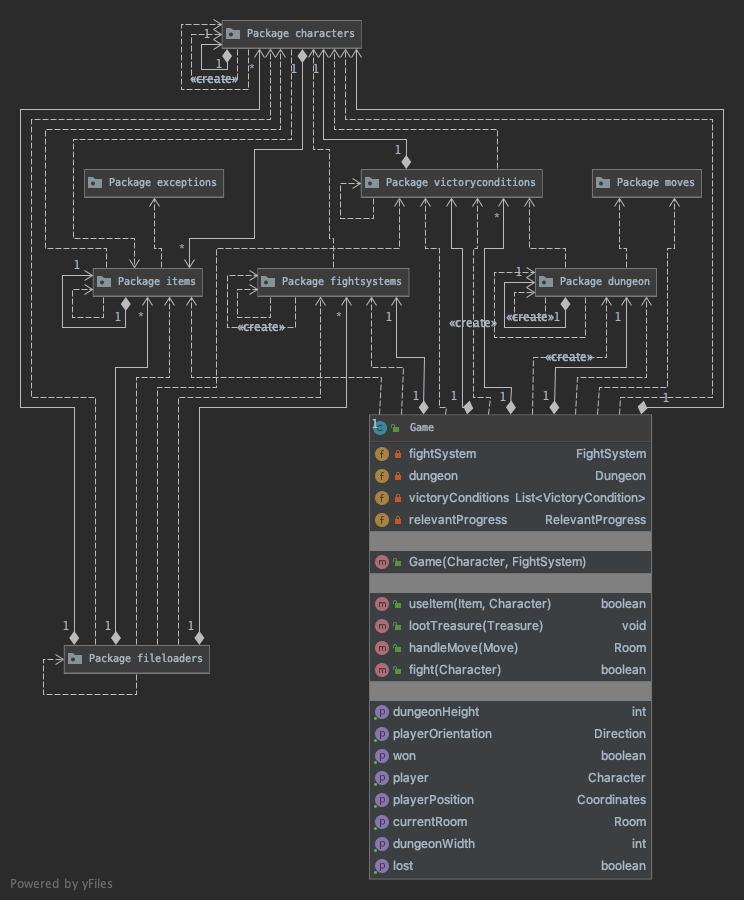 Package characters
1
1
*
1
1
«create»
Package exceptions
1
Package victoryconditions
Package moves
*
*
1
Package items
1
*
Package fightsystems
«create»
*
1
1
Package dungeon
«create»
1
«create»
1
«create»
1
1
1
1
1
1
Game
fightSystem FightSystem
dungeon Dungeon
victoryConditions List<VictoryCondition>
relevantProgress RelevantProgress
Game(Character, FightSystem)
useItem(Item, Character) boolean
lootTreasure(Treasure) void
handleMove(Move) Room
fight(Character) boolean
1
1
1
Package fileloaders
dungeonHeight int
playerOrientation Direction
won boolean
player Character
playerPosition Coordinates
currentRoom Room
dungeonWidth int
lost boolean
Powered by yFiles